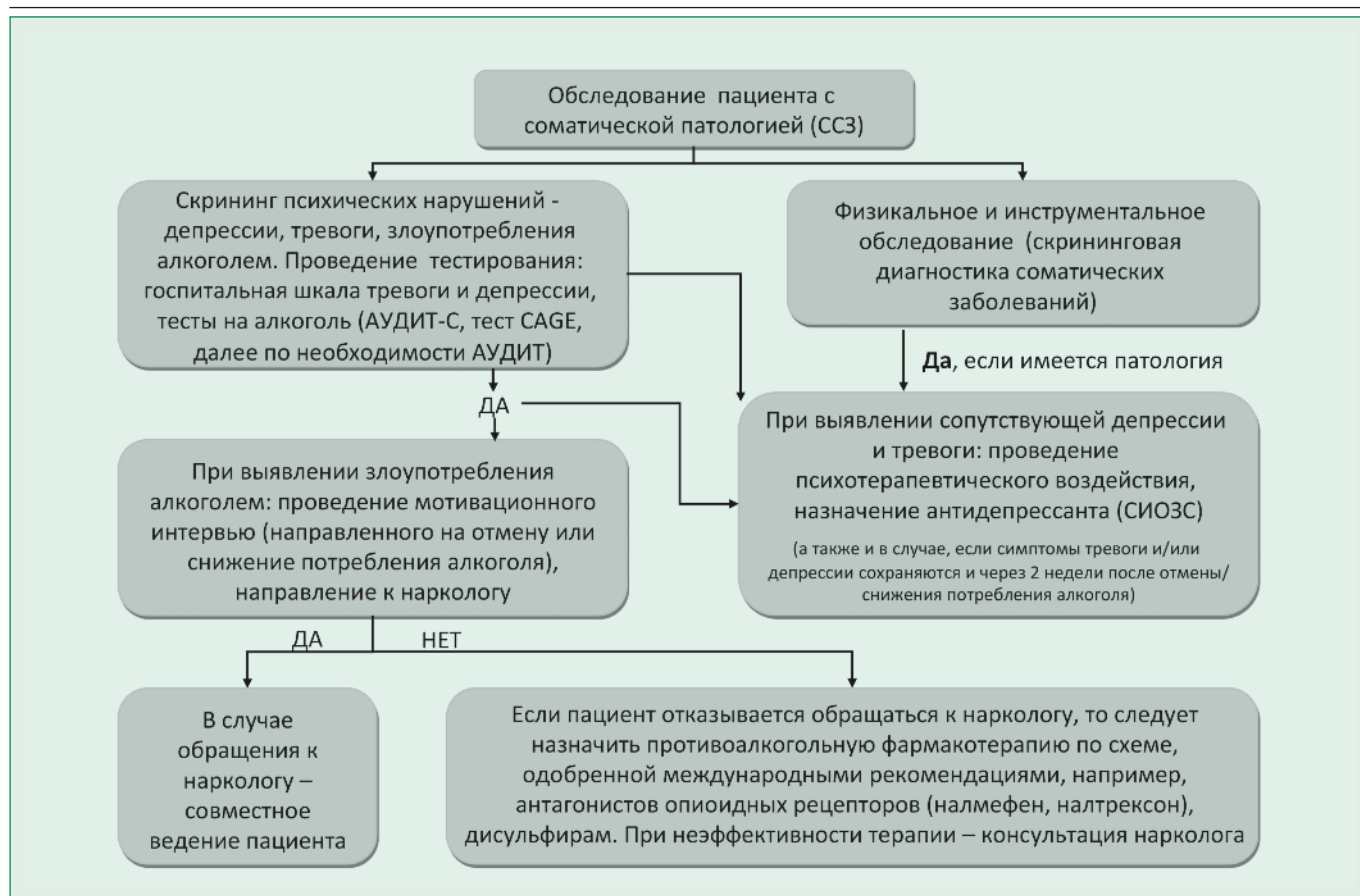 Обследование пациента с
соматической патологией (ССЗ)
Скрининг психических нарушений -
депрессии, тревоги, злоупотребления
алкоголем. Проведение тестирования:
госпитальная шкала тревоги и депрессии,
тесты на алкоголь (АУДИТ-С, тест CAGE,
далее по необходимости АУДИТ)
Физикальное и инструментальное
обследование (скрининговая
диагностика соматических
заболеваний)
Да, если имеется патология
ДА
При выявлении сопутствующей депрессии
и тревоги: проведение
психотерапевтического воздействия,
назначение антидепрессанта (СИОЗС)
(а также и в случае, если симптомы тревоги и/или
депрессии сохраняются и через 2 недели после отмены/
снижения потребления алкоголя)
При выявлении злоупотребления
алкоголем: проведение мотивационного
интервью (направленного на отмену или
снижение потребления алкоголя),
направление к наркологу
ДА
НЕТ
В случае
обращения к
наркологу –
совместное
ведение пациента
Если пациент отказывается обращаться к наркологу, то следует
назначить противоалкогольную фармакотерапию по схеме,
одобренной международными рекомендациями, например,
антагонистов опиоидных рецепторов (налмефен, налтрексон),
дисульфирам. При неэффективности терапии – консультация нарколога